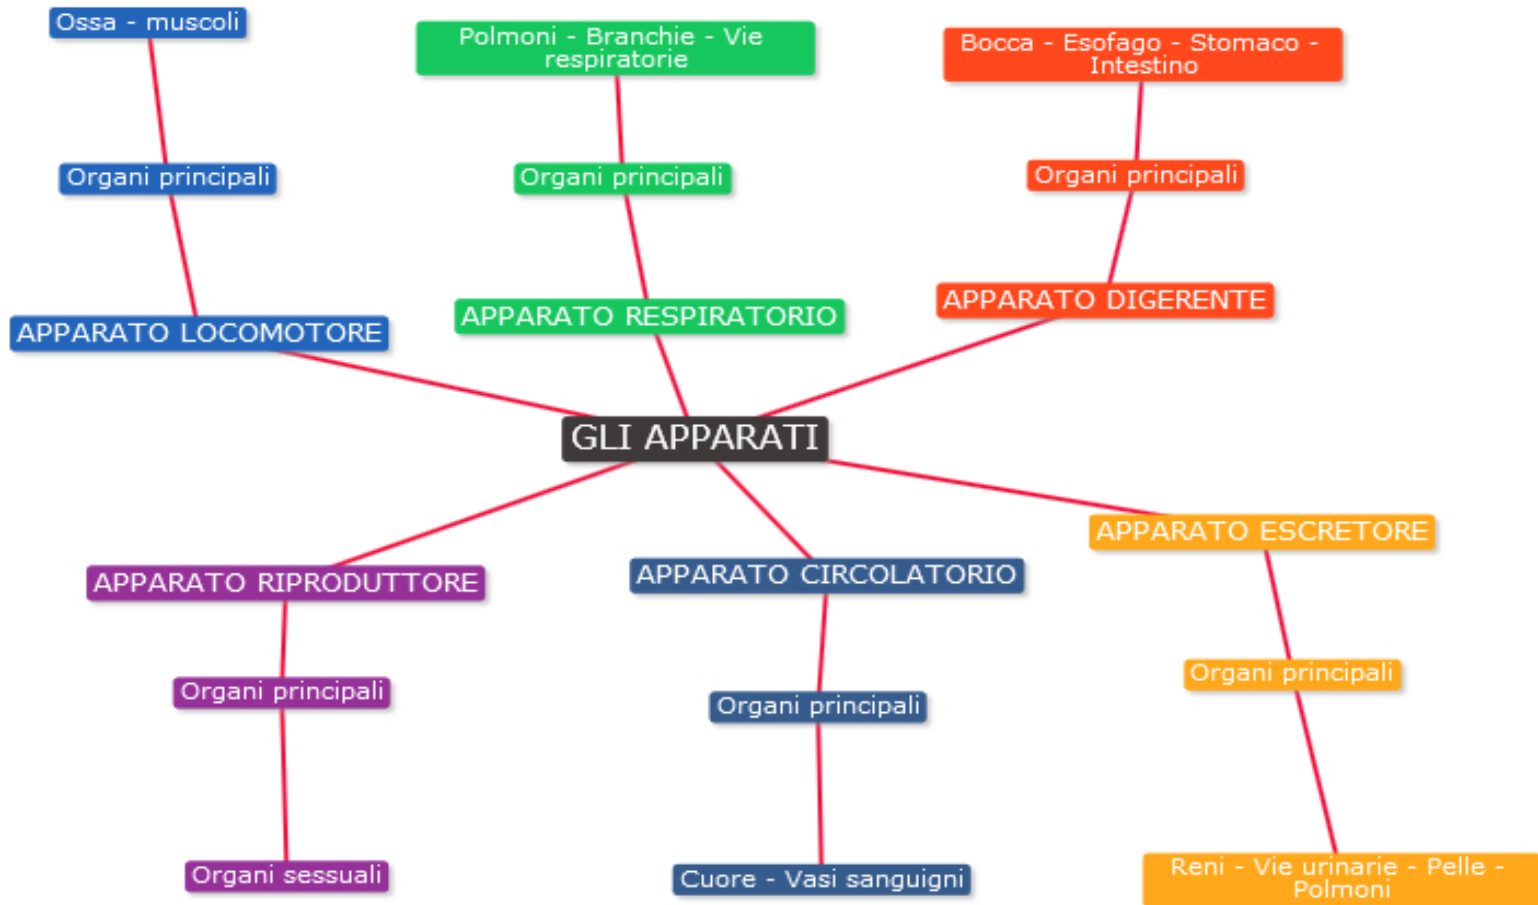 Ossa - muscoli
Polmoni - Branchie - Vie
respiratorie
Bocca - Esofago - Stomaco -
Intestino
Organi principali
Organi principali
Organi principali
APPARATO LOCOMOTORE
APPARATO RESPIRATORIO
APPARATO DIGERENTE
GLI APPARATI
APPARATO RIPRODUTTORE
APPARATO CIRCOLATORIO
APPARATO ESCRETORE
Organi principali
Organi principali
Organi principali
Organi sessuali
Cuore - Vasi sanguigni
Reni - Vie urinarie - Pelle -
Polmoni